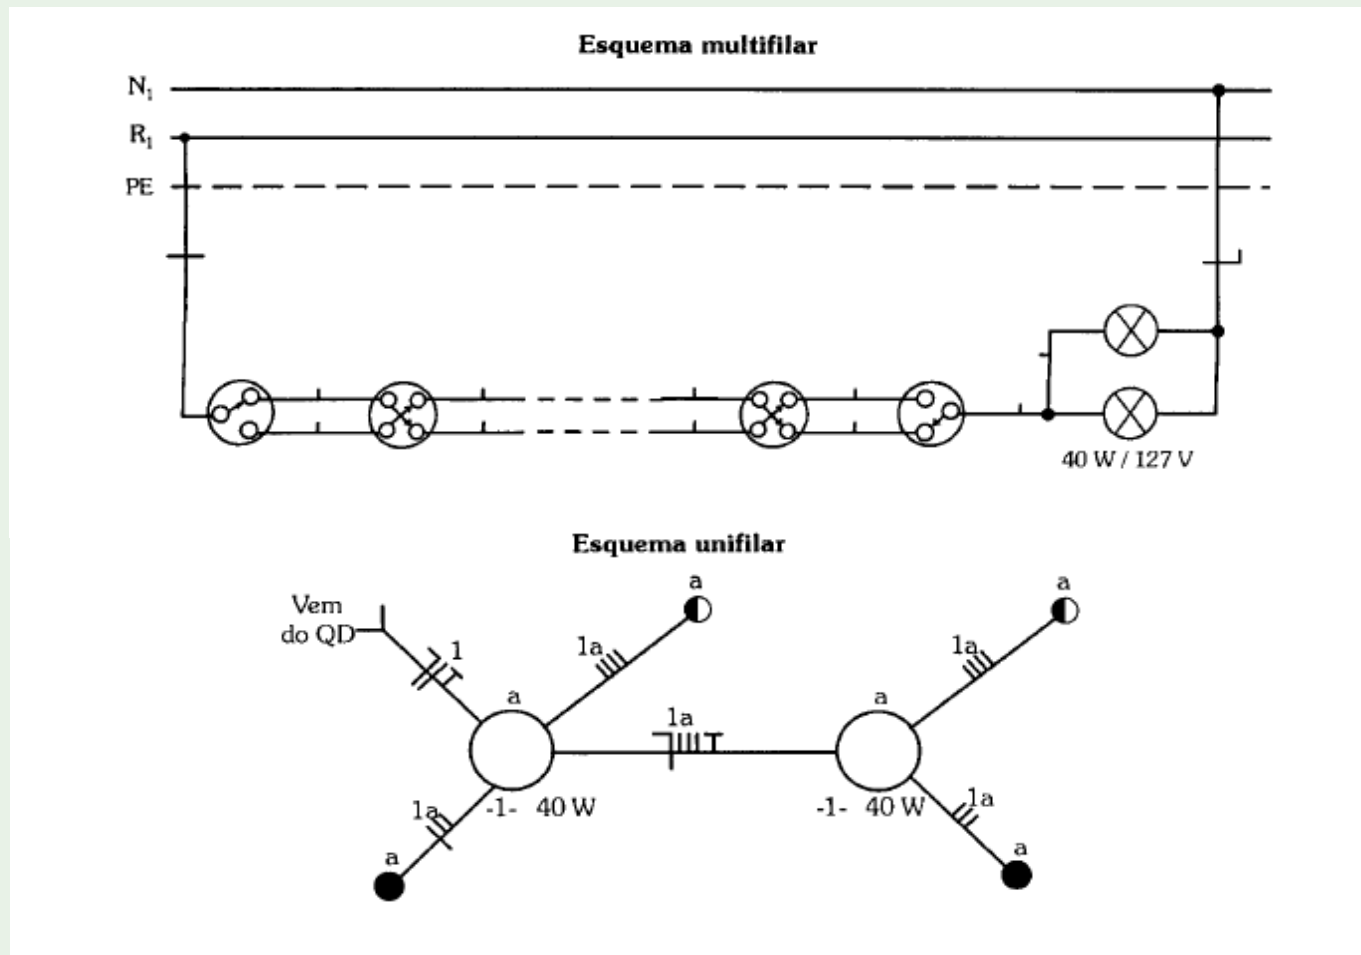 Esquema multifilar
N₁
R₁
PE
40 W / 127 V
Esquema unifilar
Vem
do QD
1
a
1a
a
1a
a
1a
a
1a
-1- 40 W
a
1a
a
-1- 40 W
1a
a